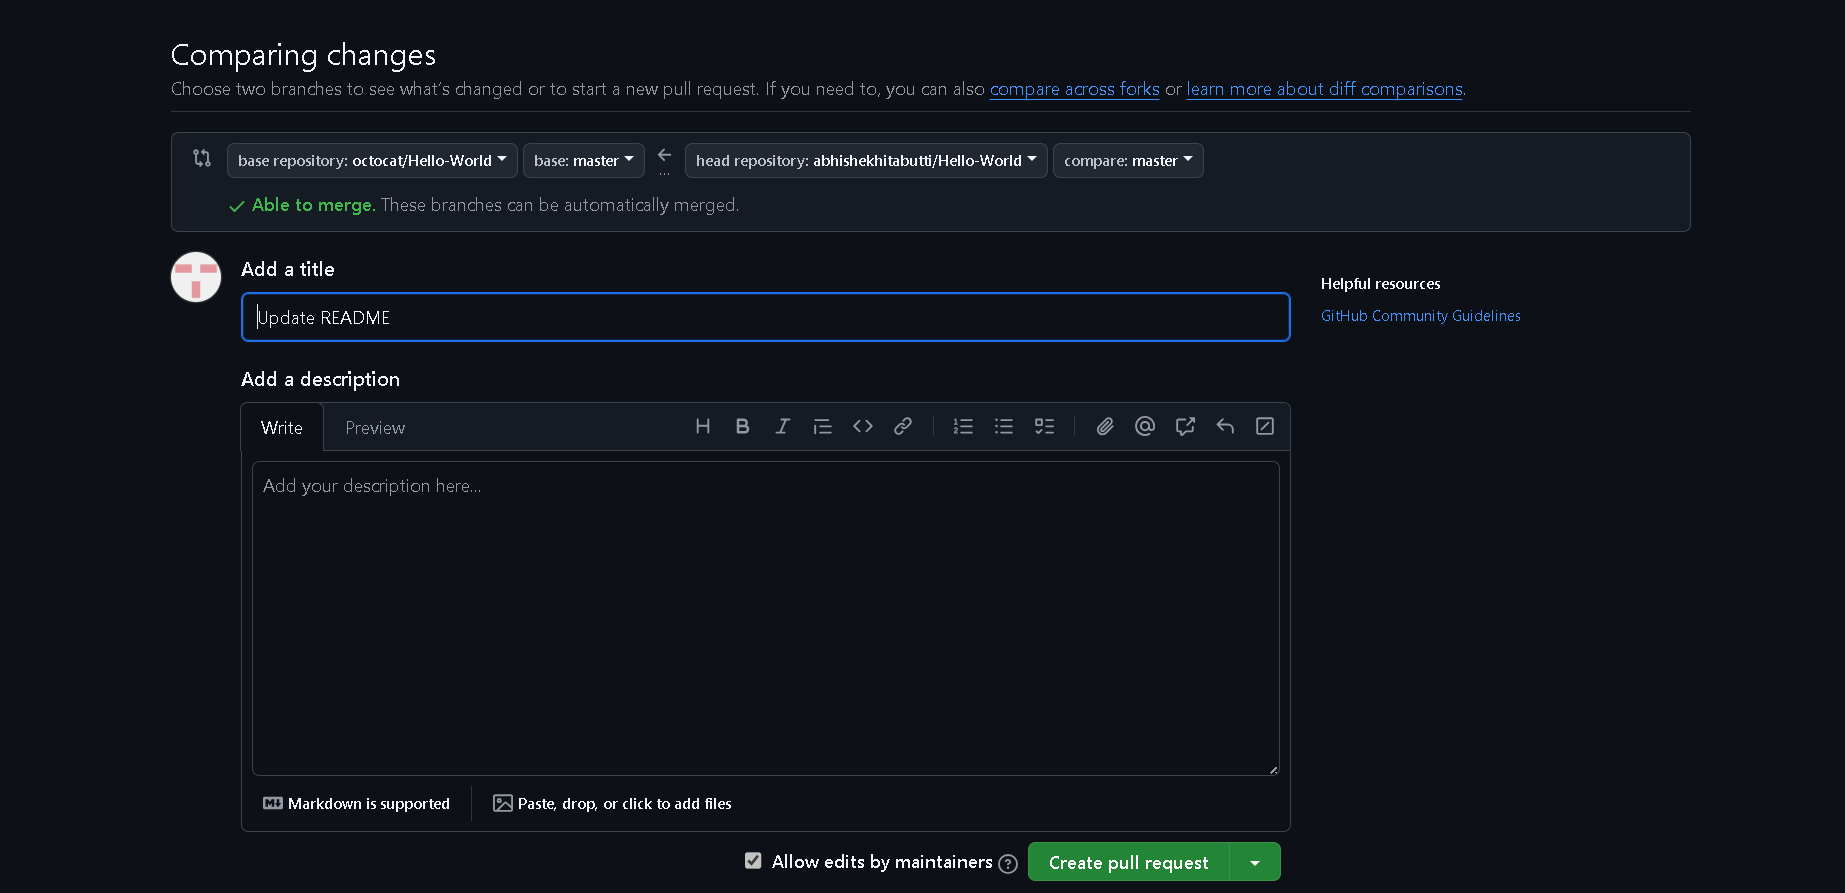 Comparing changes
Choose two branches to see what's changed or to start a new pull request. If you need to, you can also compare across forks or learn more about diff comparisons.
base repository: octocat/Hello-World base: master ... head repository: abhishekhitabutti/Hello-World compare: master
Able to merge. These branches can be automatically merged.
Add a title
Helpful resources
Update README
GitHub Community Guidelines
Add a description
Write Preview
Add your description here...
Markdown is supported Paste, drop, or click to add files
Allow edits by maintainers Create pull request